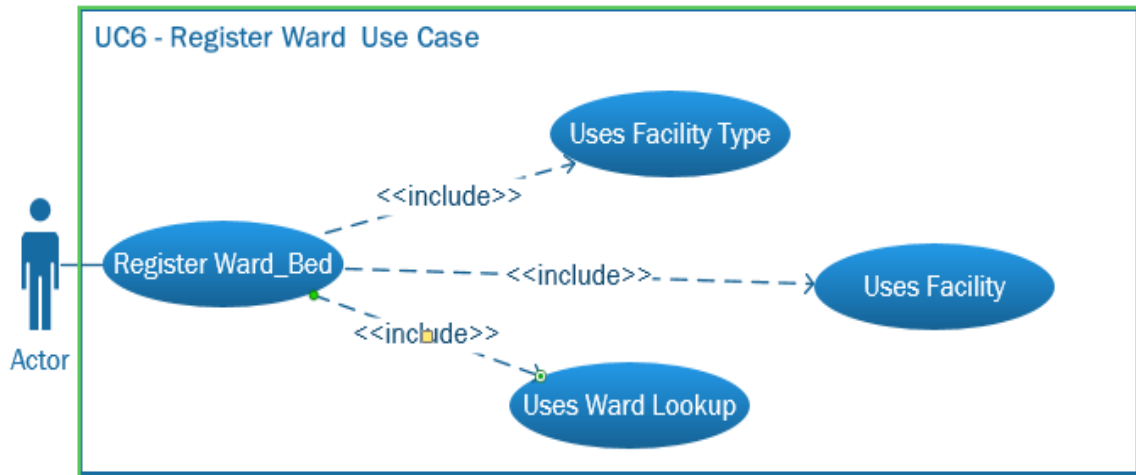 UC6 - Register Ward  Use Case
Uses Facility Type
<<include>>
Register Ward_Bed
<<include>>
Uses Facility
<<include>>
Actor
Uses Ward Lookup